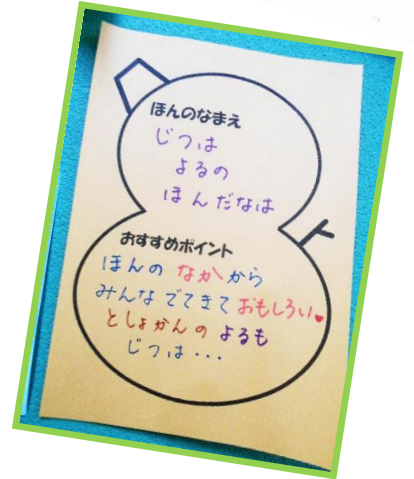 ほんのなまえ
じつは
よるの
ほんだなは
おすすめポイント
ほんの なかから
みんな でてきて おもしろい♥
としょかんの よるも
じつは・・・